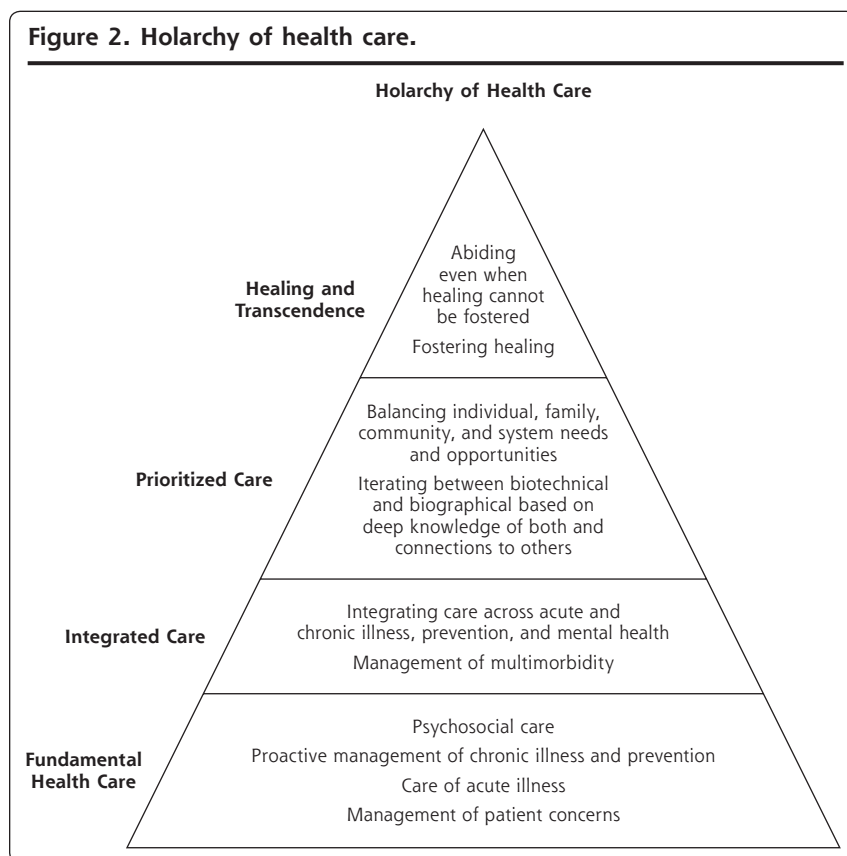 Figure 2. Holarchy of health care.
Holarchy of Health Care
Healing and
Transcendence
Abiding
even when
healing cannot
be fostered
Fostering healing
Prioritized Care
Balancing individual, family,
community, and system needs
and opportunities
Iterating between biotechnical
and biographical based on
deep knowledge of both and
connections to others
Integrated Care
Integrating care across acute and
chronic illness, prevention, and mental health
Management of multimorbidity
Fundamental
Health Care
Psychosocial care
Proactive management of chronic illness and prevention
Care of acute illness
Management of patient concerns